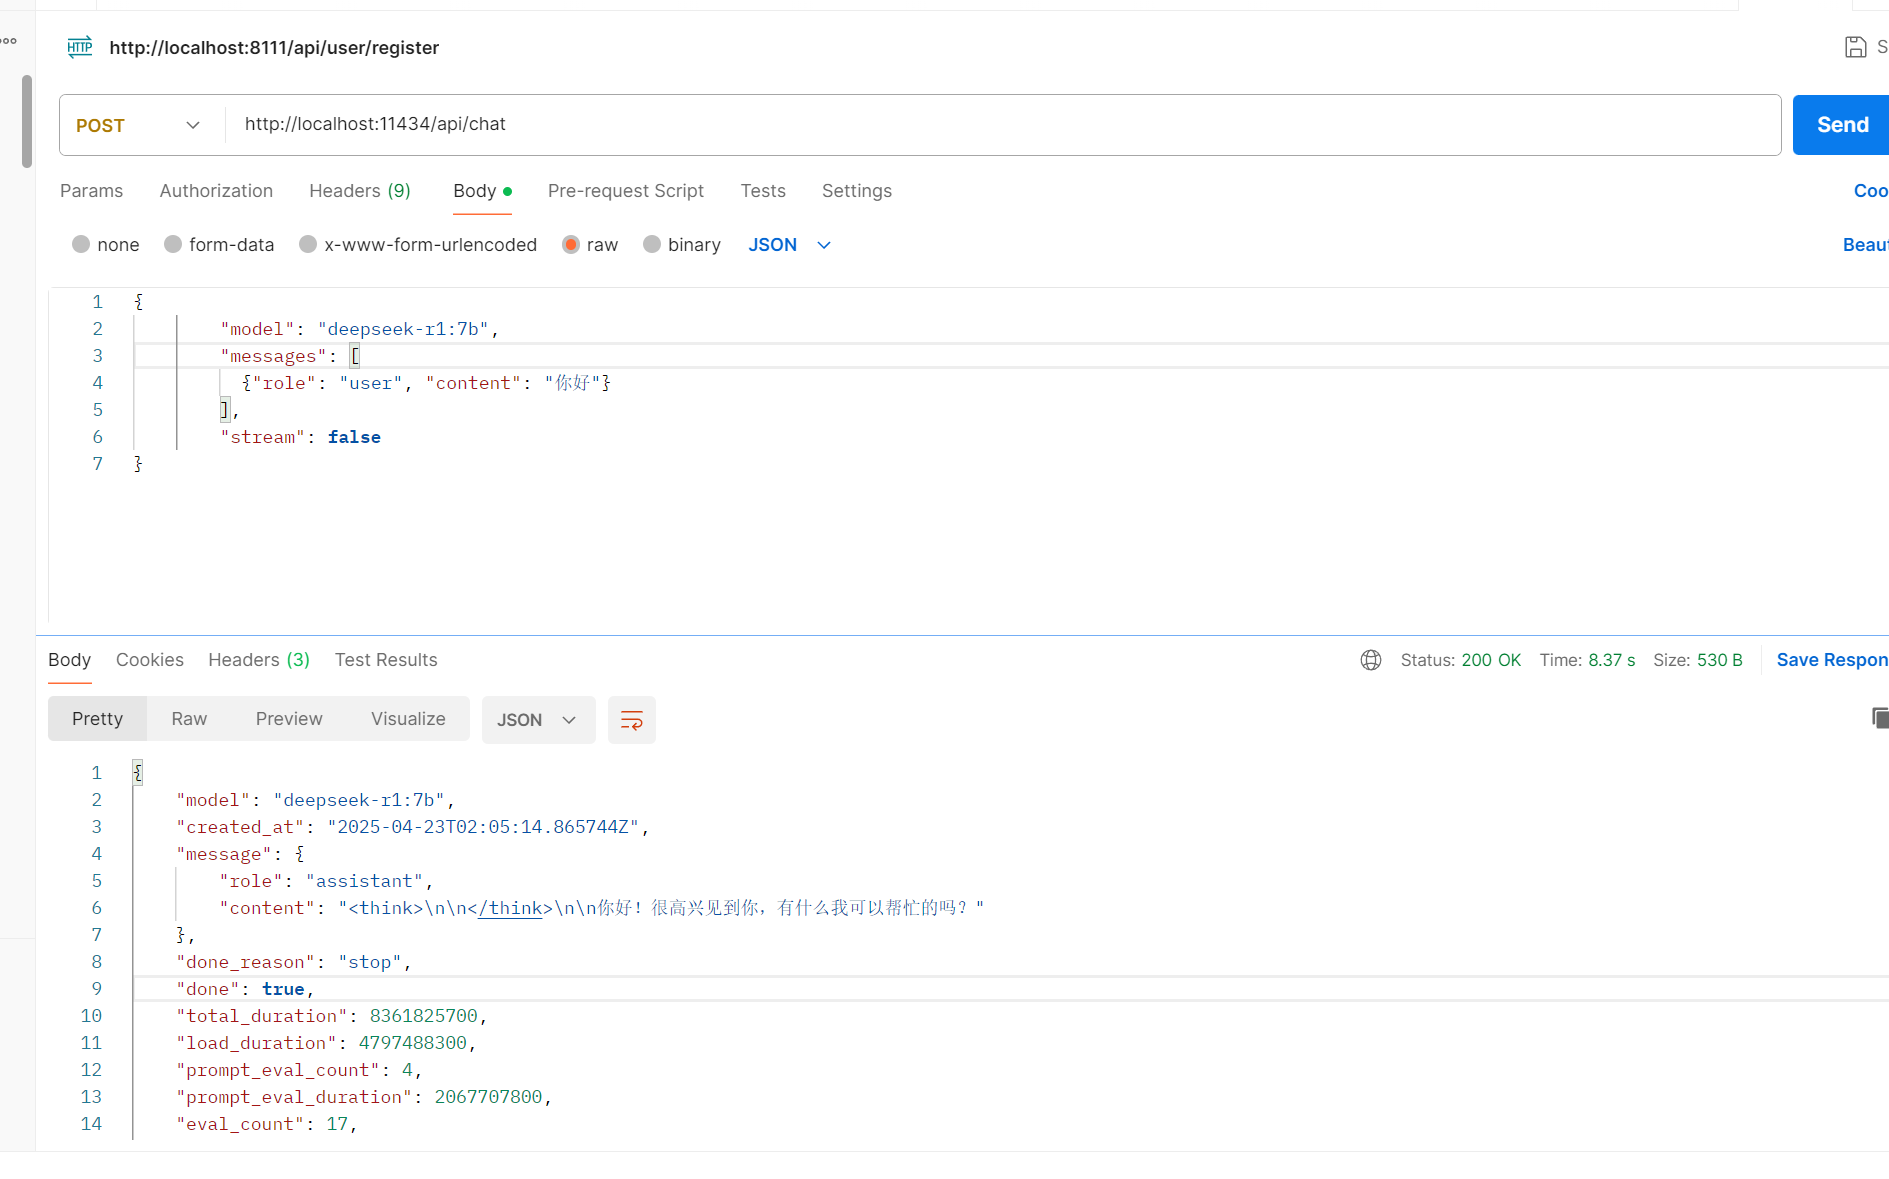 HTTP http://localhost:8111/api/user/register S
POST http://localhost:11434/api/chat Send
Params Authorization Headers (9) Body Pre-request Script Tests Settings Coo
none form-data x-www-form-urlencoded raw binary JSON Beaut
1 {
2 "model": "deepseek-r1:7b",
3 "messages": [
4 {"role": "user", "content": "你好"}
5 ],
6 "stream": false
7 }
Body Cookies Headers (3) Test Results Status: 200 OK Time: 8.37 s Size: 530 B Save Respon
Pretty Raw Preview Visualize JSON
1 {
2 "model": "deepseek-r1:7b",
3 "created_at": "2025-04-23T02:05:14.865744Z",
4 "message": {
5 "role": "assistant",
6 "content": "<think>\n\n</think>\n\n你好！很高兴见到你，有什么我可以帮忙的吗？"
7 },
8 "done_reason": "stop",
9 "done": true,
10 "total_duration": 8361825700,
11 "load_duration": 4797488300,
12 "prompt_eval_count": 4,
13 "prompt_eval_duration": 2067707800,
14 "eval_count": 17,